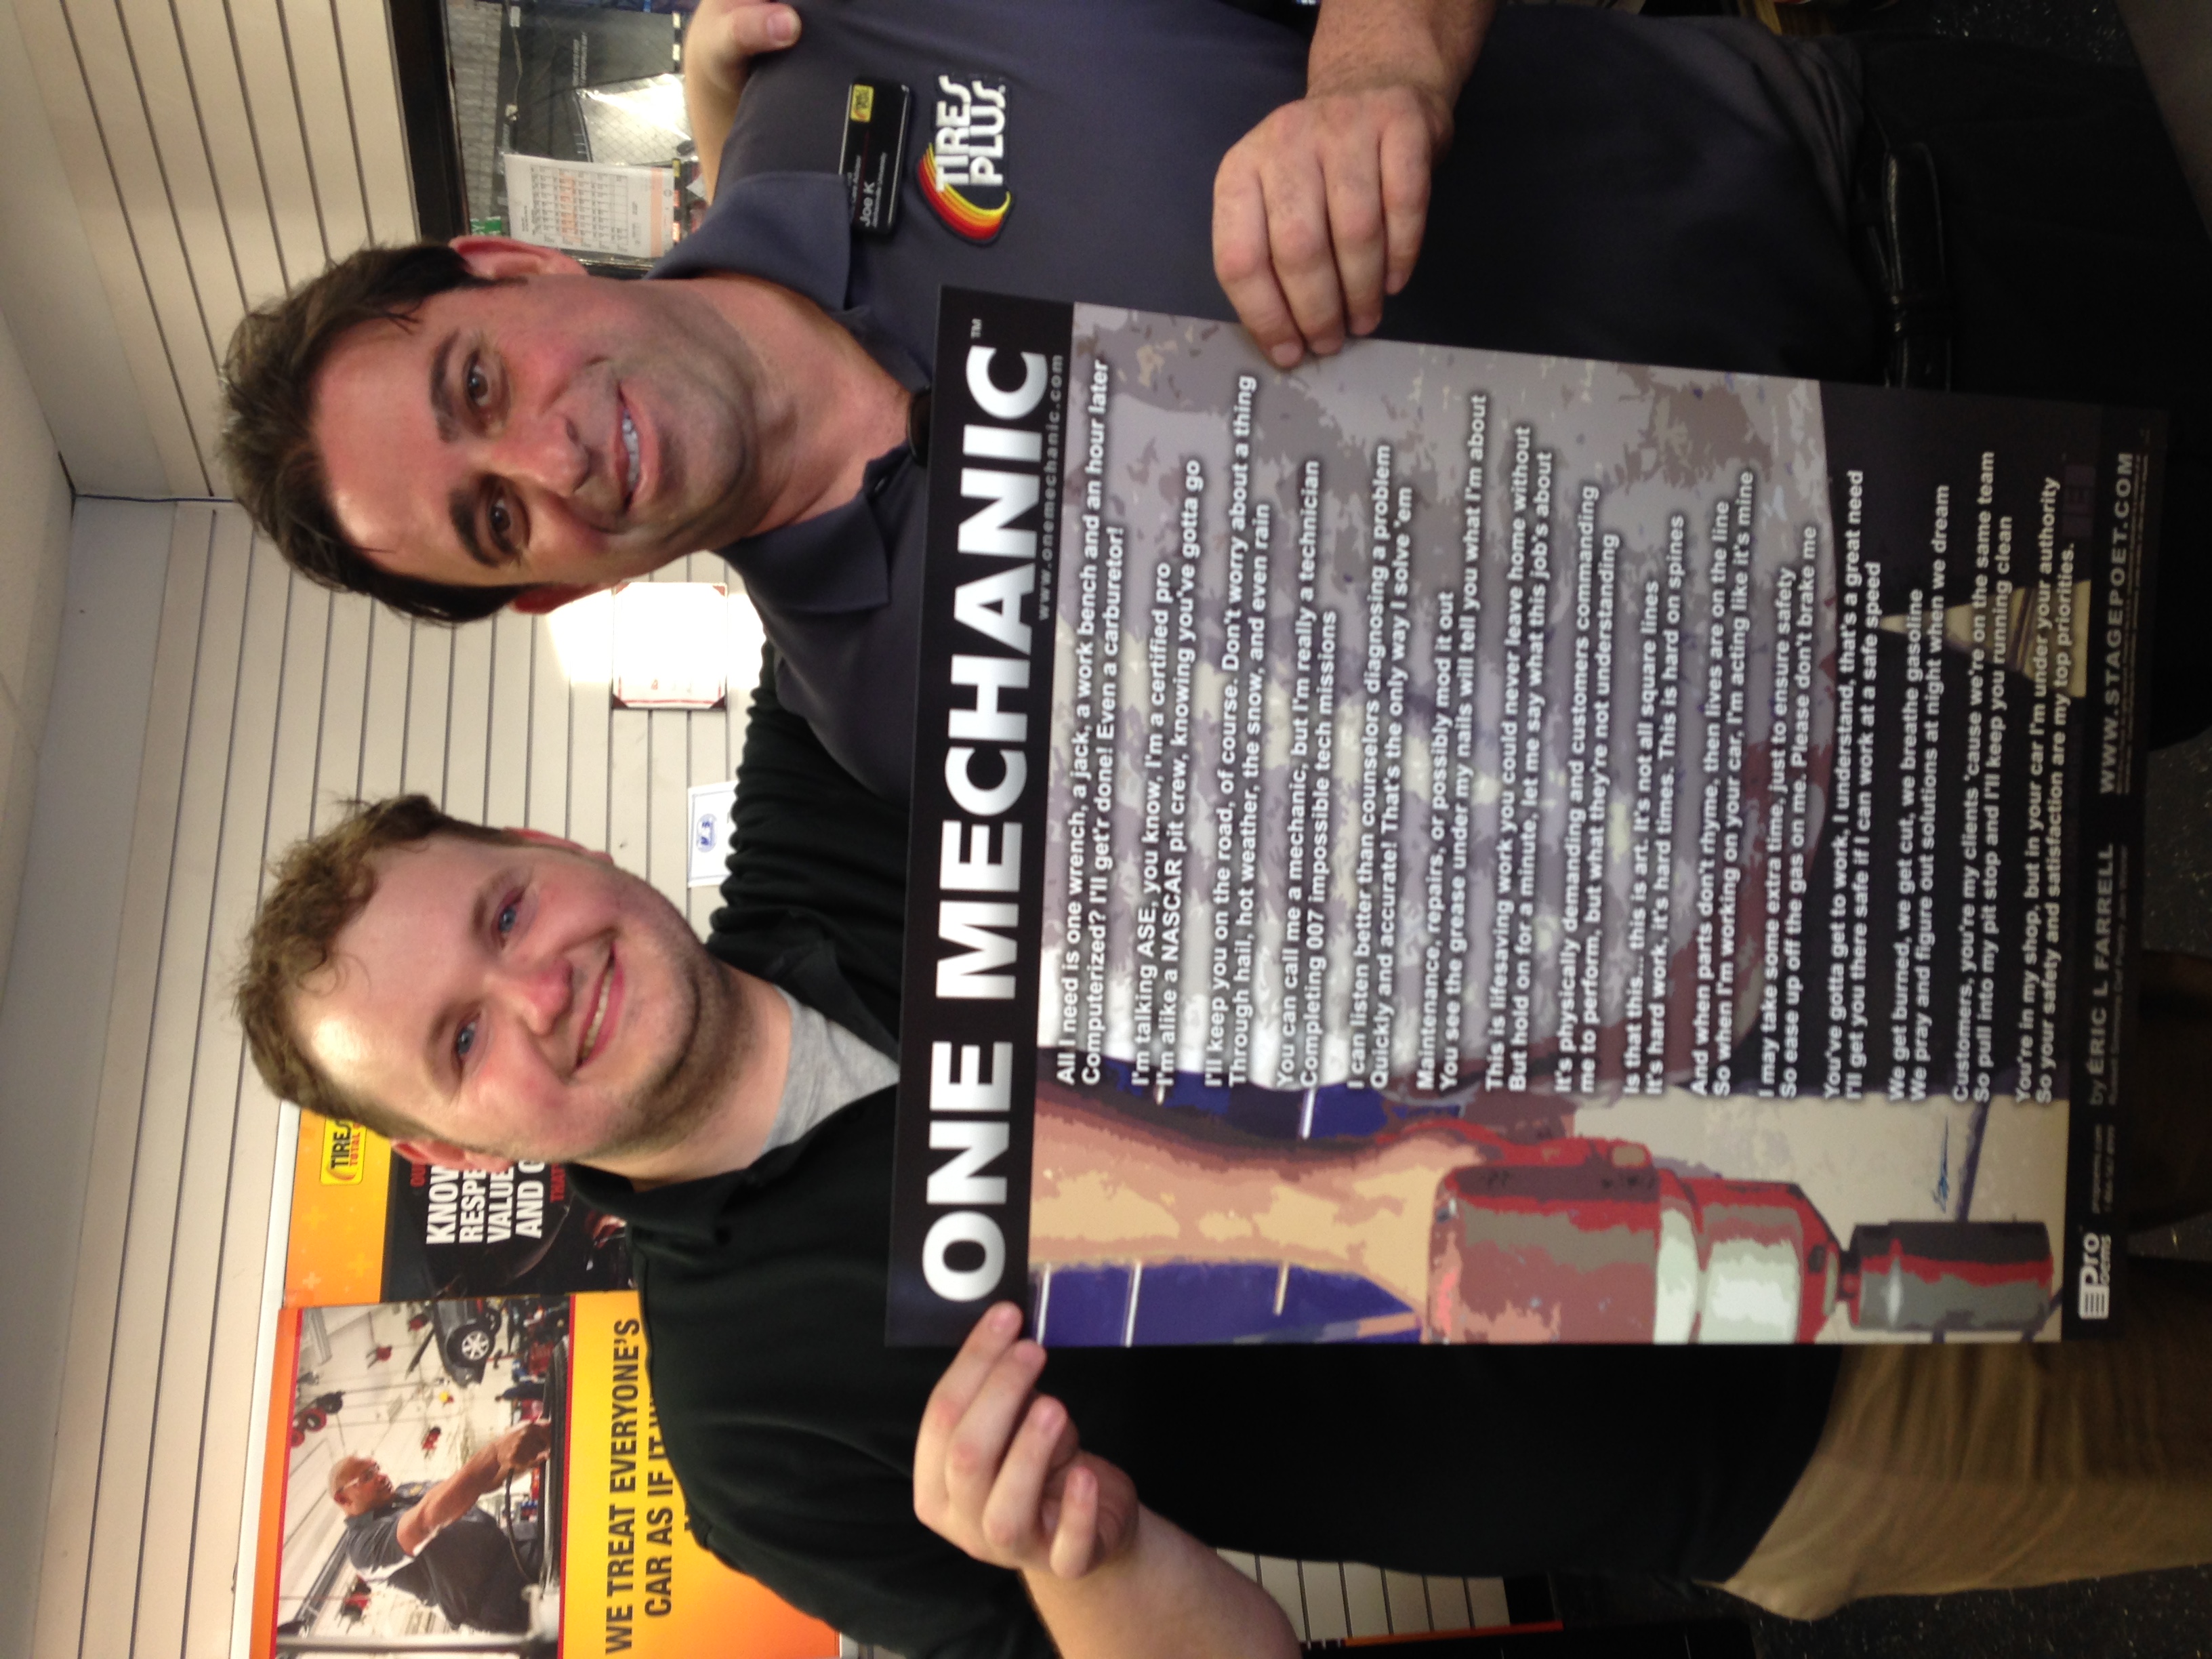 ONE MECHANIC™
www.onemechanic.com
All I need is one wrench, a jack, a work bench and an hour later
Computerized? I'll get'r done! Even a carburetor!
I'm talking ASE, you know, I'm a certified pro
I'm alike a NASCAR pit crew, knowing you've gotta go
I'll keep you on the road, of course. Don't worry about a thing
Through hail, hot weather, the snow, and even rain
You can call me a mechanic, but I'm really a technician
Completing 007 impossible tech missions
I can listen better than counselors diagnosing a problem
Quickly and accurate! That's the only way I solve 'em
Maintenance, repairs, or possibly mod it out
You see the grease under my nails will tell you what I'm about
This is lifesaving work you could never leave home without
But hold on for a minute, let me say what this job's about
It's physically demanding and customers commanding
me to perform, but what they're not understanding
Is that this... this is art. It's not all square lines
It's hard work, it's hard times. This is hard on spines
And when parts don't rhyme, then lives are on the line
So when I'm working on your car, I'm acting like it's mine
I may take some extra time, just to ensure safety
So ease up off the gas on me. Please don't brake me
You've gotta get to work, I understand, that's a great need
I'll get you there safe if I can work at a safe speed
We get burned, we get cut, we breathe gasoline
We pray and figure out solutions at night when we dream
Customers, you're my clients 'cause we're on the same team
So pull into my pit stop and I'll keep you running clean
You're in my shop, but in your car I'm under your authority
So your safety and satisfaction are my top priorities.
Pro
poems
by ERIC L FARRELL
WWW.STAGEPOET.COM
Joe K
TIRES
PLUS
TIRES
TOTAL
KNOW
RESPE
VALUE
AND
THA
WE TREAT EVERYONE'S
CAR AS IF IT